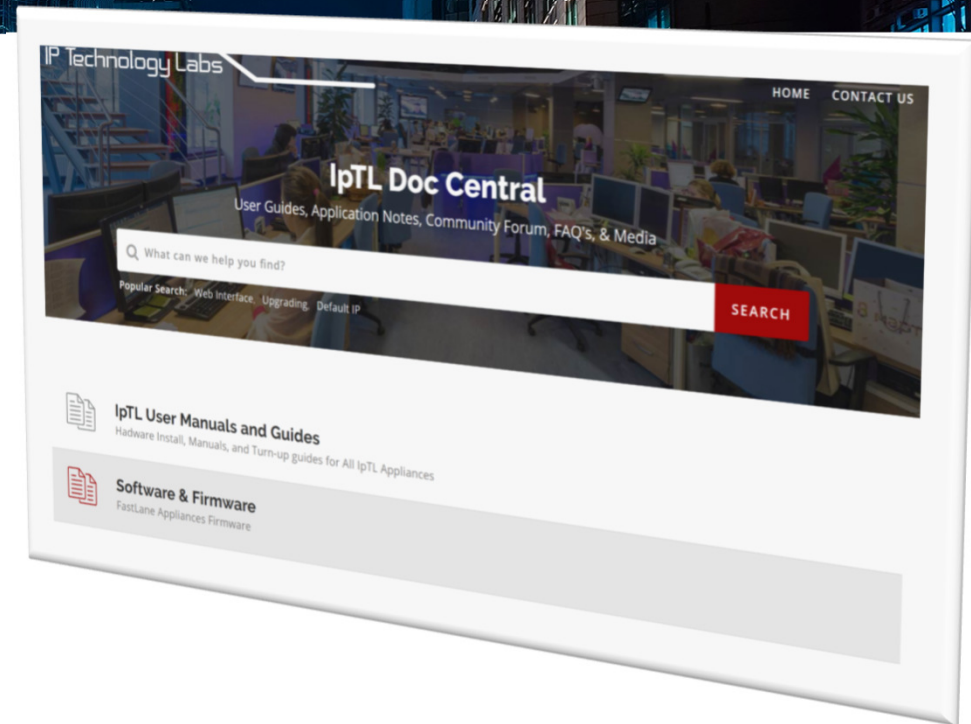 IP Technology Labs
HOME CONTACT US
IpTL Doc Central
User Guides, Application Notes, Community Forum, FAQ's, & Media
What can we help you find?
SEARCH
Popular Search: Web Interface, Upgrading, Default IP
IpTL User Manuals and Guides
Hadware Install, Manuals, and Turn-up guides for All IpTL Appliances
Software & Firmware
FastLane Appliances Firmware